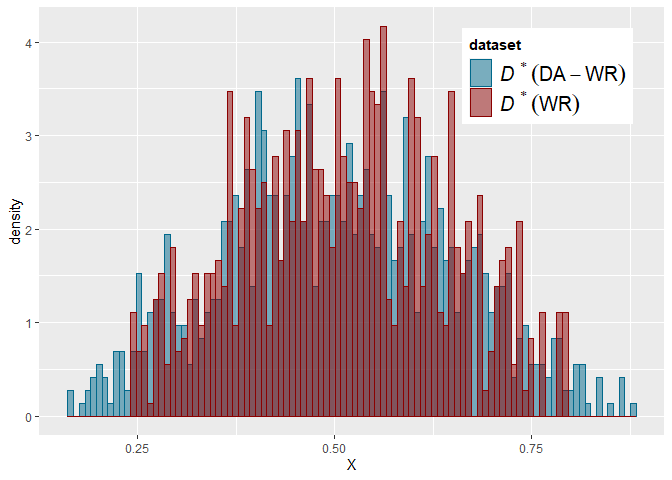 dataset
D * (DA – WR)
D * (WR)
density
4
3
2
1
0
0.25 0.50 0.75
X